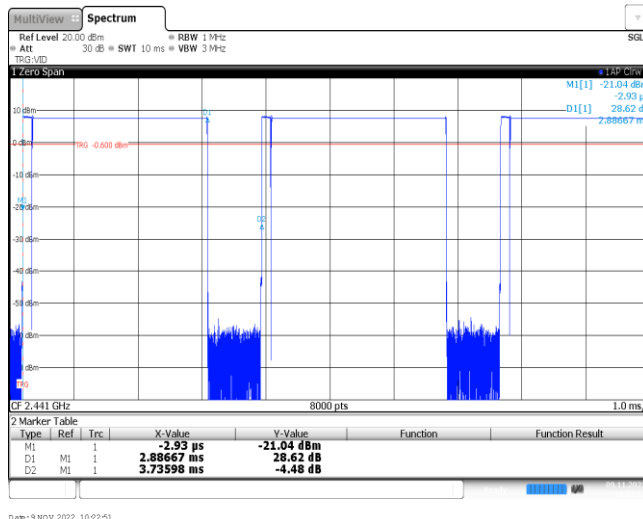 MultiView Spectrum
Ref Level 20.00 dBm RBW 1 MHz SGL
Att 30 dB SWT 10 ms VBW 3 MHz
TRG:VID
1 Zero Span 1AP Clrw
M1[1] -21.04 dBm
-2.93 µs
D1[1] 28.62 d
2.88667 ms
10 dBm
D1
0 dBm
TRG -0.600 dBm
-10 dBm
M1
-20 dBm
D2
-30 dBm
-40 dBm
-50 dBm
dBm
dBm
TRG
CF 2.441 GHz 8000 pts 1.0 ms
2 Marker Table
Type Ref Trc X-Value Y-Value Function Function Result
M1 1 -2.93 µs -21.04 dBm
D1 M1 1 2.88667 ms 28.62 dB
D2 M1 1 3.73598 ms -4.48 dB
Date: 9 NOV 2022 10:22:51